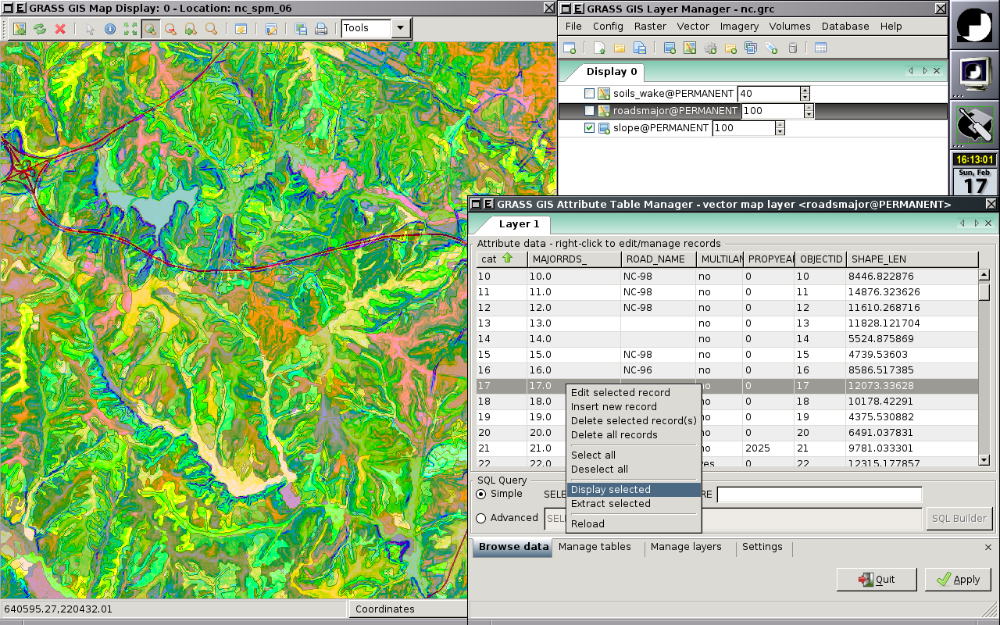 GRASS GIS Map Display: 0 - Location: nc_spm_06
Tools
640595.27,220432.01
Coordinates
GRASS GIS Layer Manager - nc.grc
File Config Raster Vector Imagery Volumes Database Help
Display 0
soils_wake@PERMANENT 40
roadsmajor@PERMANENT 100
slope@PERMANENT 100
16:13:01
Sun, Feb
17
GRASS GIS Attribute Table Manager - vector map layer <roadsmajor@PERMANENT>
Layer 1
Attribute data - right-click to edit/manage records
cat MAJORRDS_ ROAD_NAME MULTILAN PROPYEAR OBJECTID SHAPE_LEN
10 10.0 NC-98 no 0 10 8446.822876
11 11.0 NC-98 no 0 11 14876.323626
12 12.0 NC-98 no 0 12 11610.268716
13 13.0 no 0 13 11828.121704
14 14.0 no 0 14 5524.875869
15 15.0 NC-98 no 0 15 4739.53603
16 16.0 NC-96 no 0 16 8586.517385
17 17.0 no 0 17 12073.33628
18 18.0 no 0 18 10178.42291
19 19.0 no 0 19 4375.530882
20 20.0 no 0 20 6491.037831
21 21.0 no 2025 21 9781.033301
22 22.0 yes 0 22 12315.177857
Edit selected record
Insert new record
Delete selected record(s)
Delete all records
Select all
Deselect all
Display selected
Extract selected
Reload
SQL Query
Simple SELE RE
Advanced SELE SQL Builder
Browse data Manage tables Manage layers Settings
Quit Apply